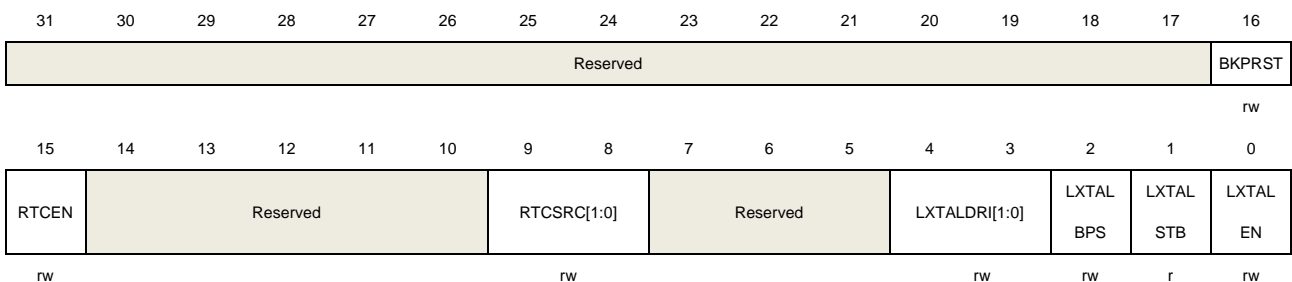 31 30 29 28 27 26 25 24 23 22 21 20 19 18 17 16
Reserved BKPRST
rw
15 14 13 12 11 10 9 8 7 6 5 4 3 2 1 0
RTCEN Reserved RTCSRC[1:0] Reserved LXTALDRI[1:0] LXTAL BPS LXTAL STB LXTAL EN
rw rw rw rw r rw